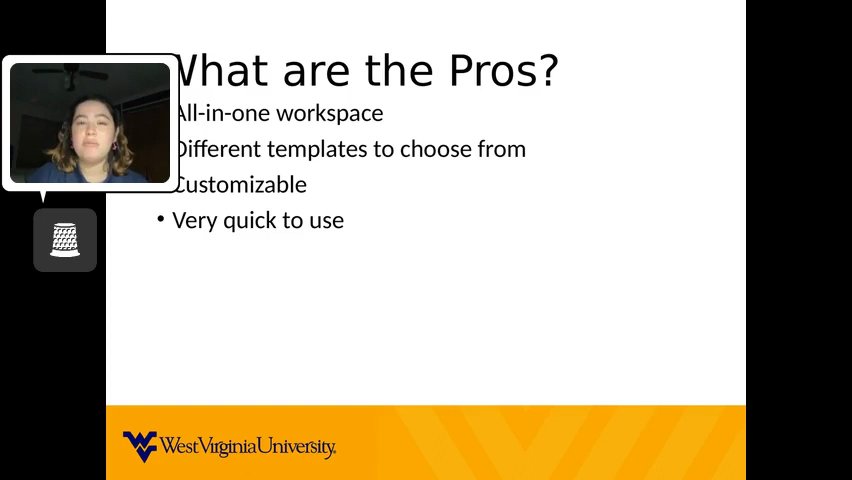 What are the Pros?
All-in-one workspace
Different templates to choose from
Customizable
• Very quick to use
WestVirginiaUniversity.